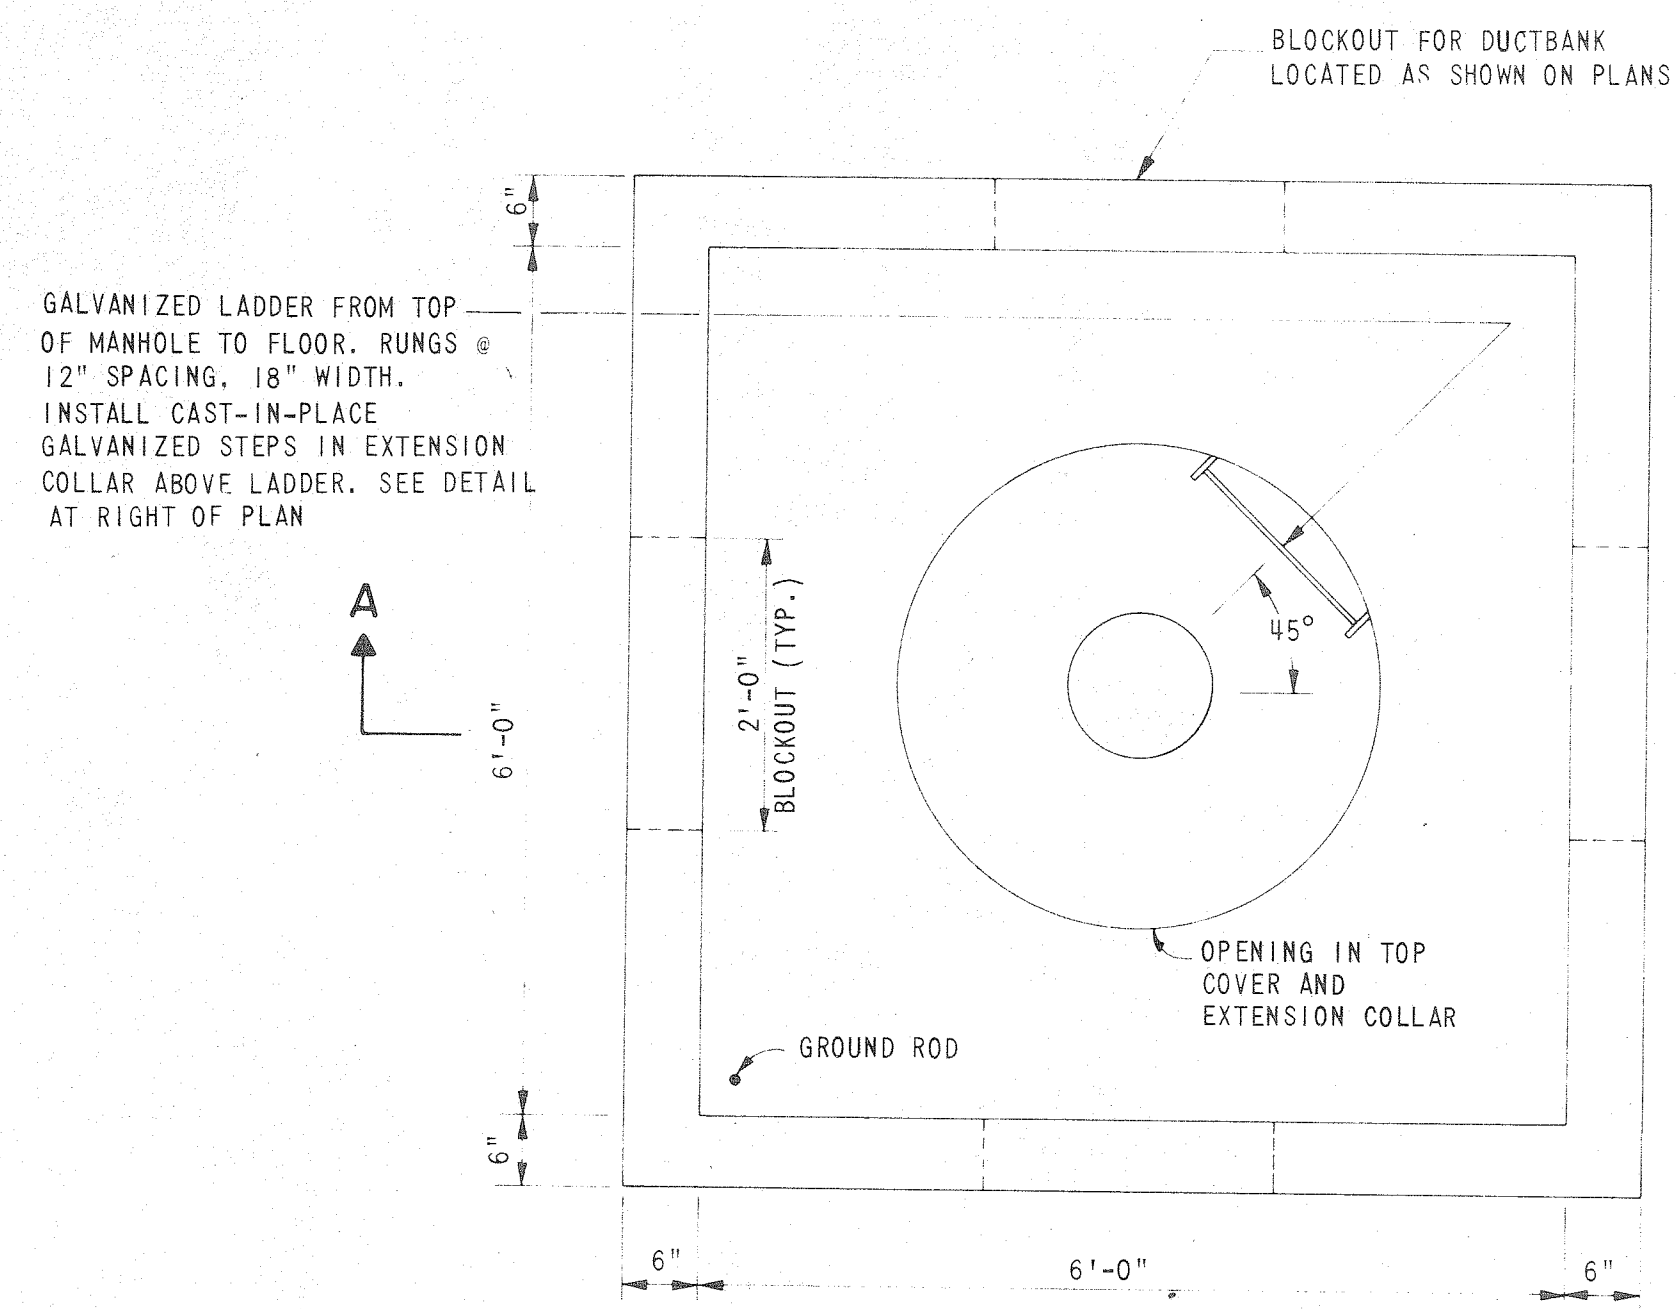 BLOCKOUT FOR DUCTBANK
LOCATED AS SHOWN ON PLANS
6"
GALVANIZED LADDER FROM TOP
OF MANHOLE TO FLOOR. RUNGS @
12" SPACING, 18" WIDTH.
INSTALL CAST-IN-PLACE
GALVANIZED STEPS IN EXTENSION
COLLAR ABOVE LADDER. SEE DETAIL
AT RIGHT OF PLAN
A
6'-0"
2'-0"
BLOCKOUT (TYP.)
45°
OPENING IN TOP
COVER AND
EXTENSION COLLAR
GROUND ROD
6"
6"
6'-0"
6"